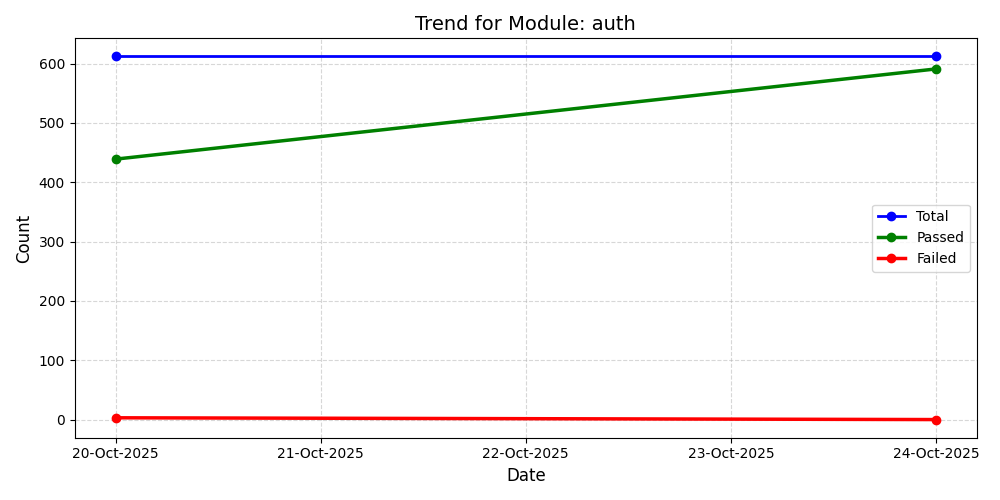 Trend for Module: auth
600
500
400
300
200
100
0
Count
Total
Passed
Failed
20-Oct-2025
21-Oct-2025
22-Oct-2025
23-Oct-2025
24-Oct-2025
Date